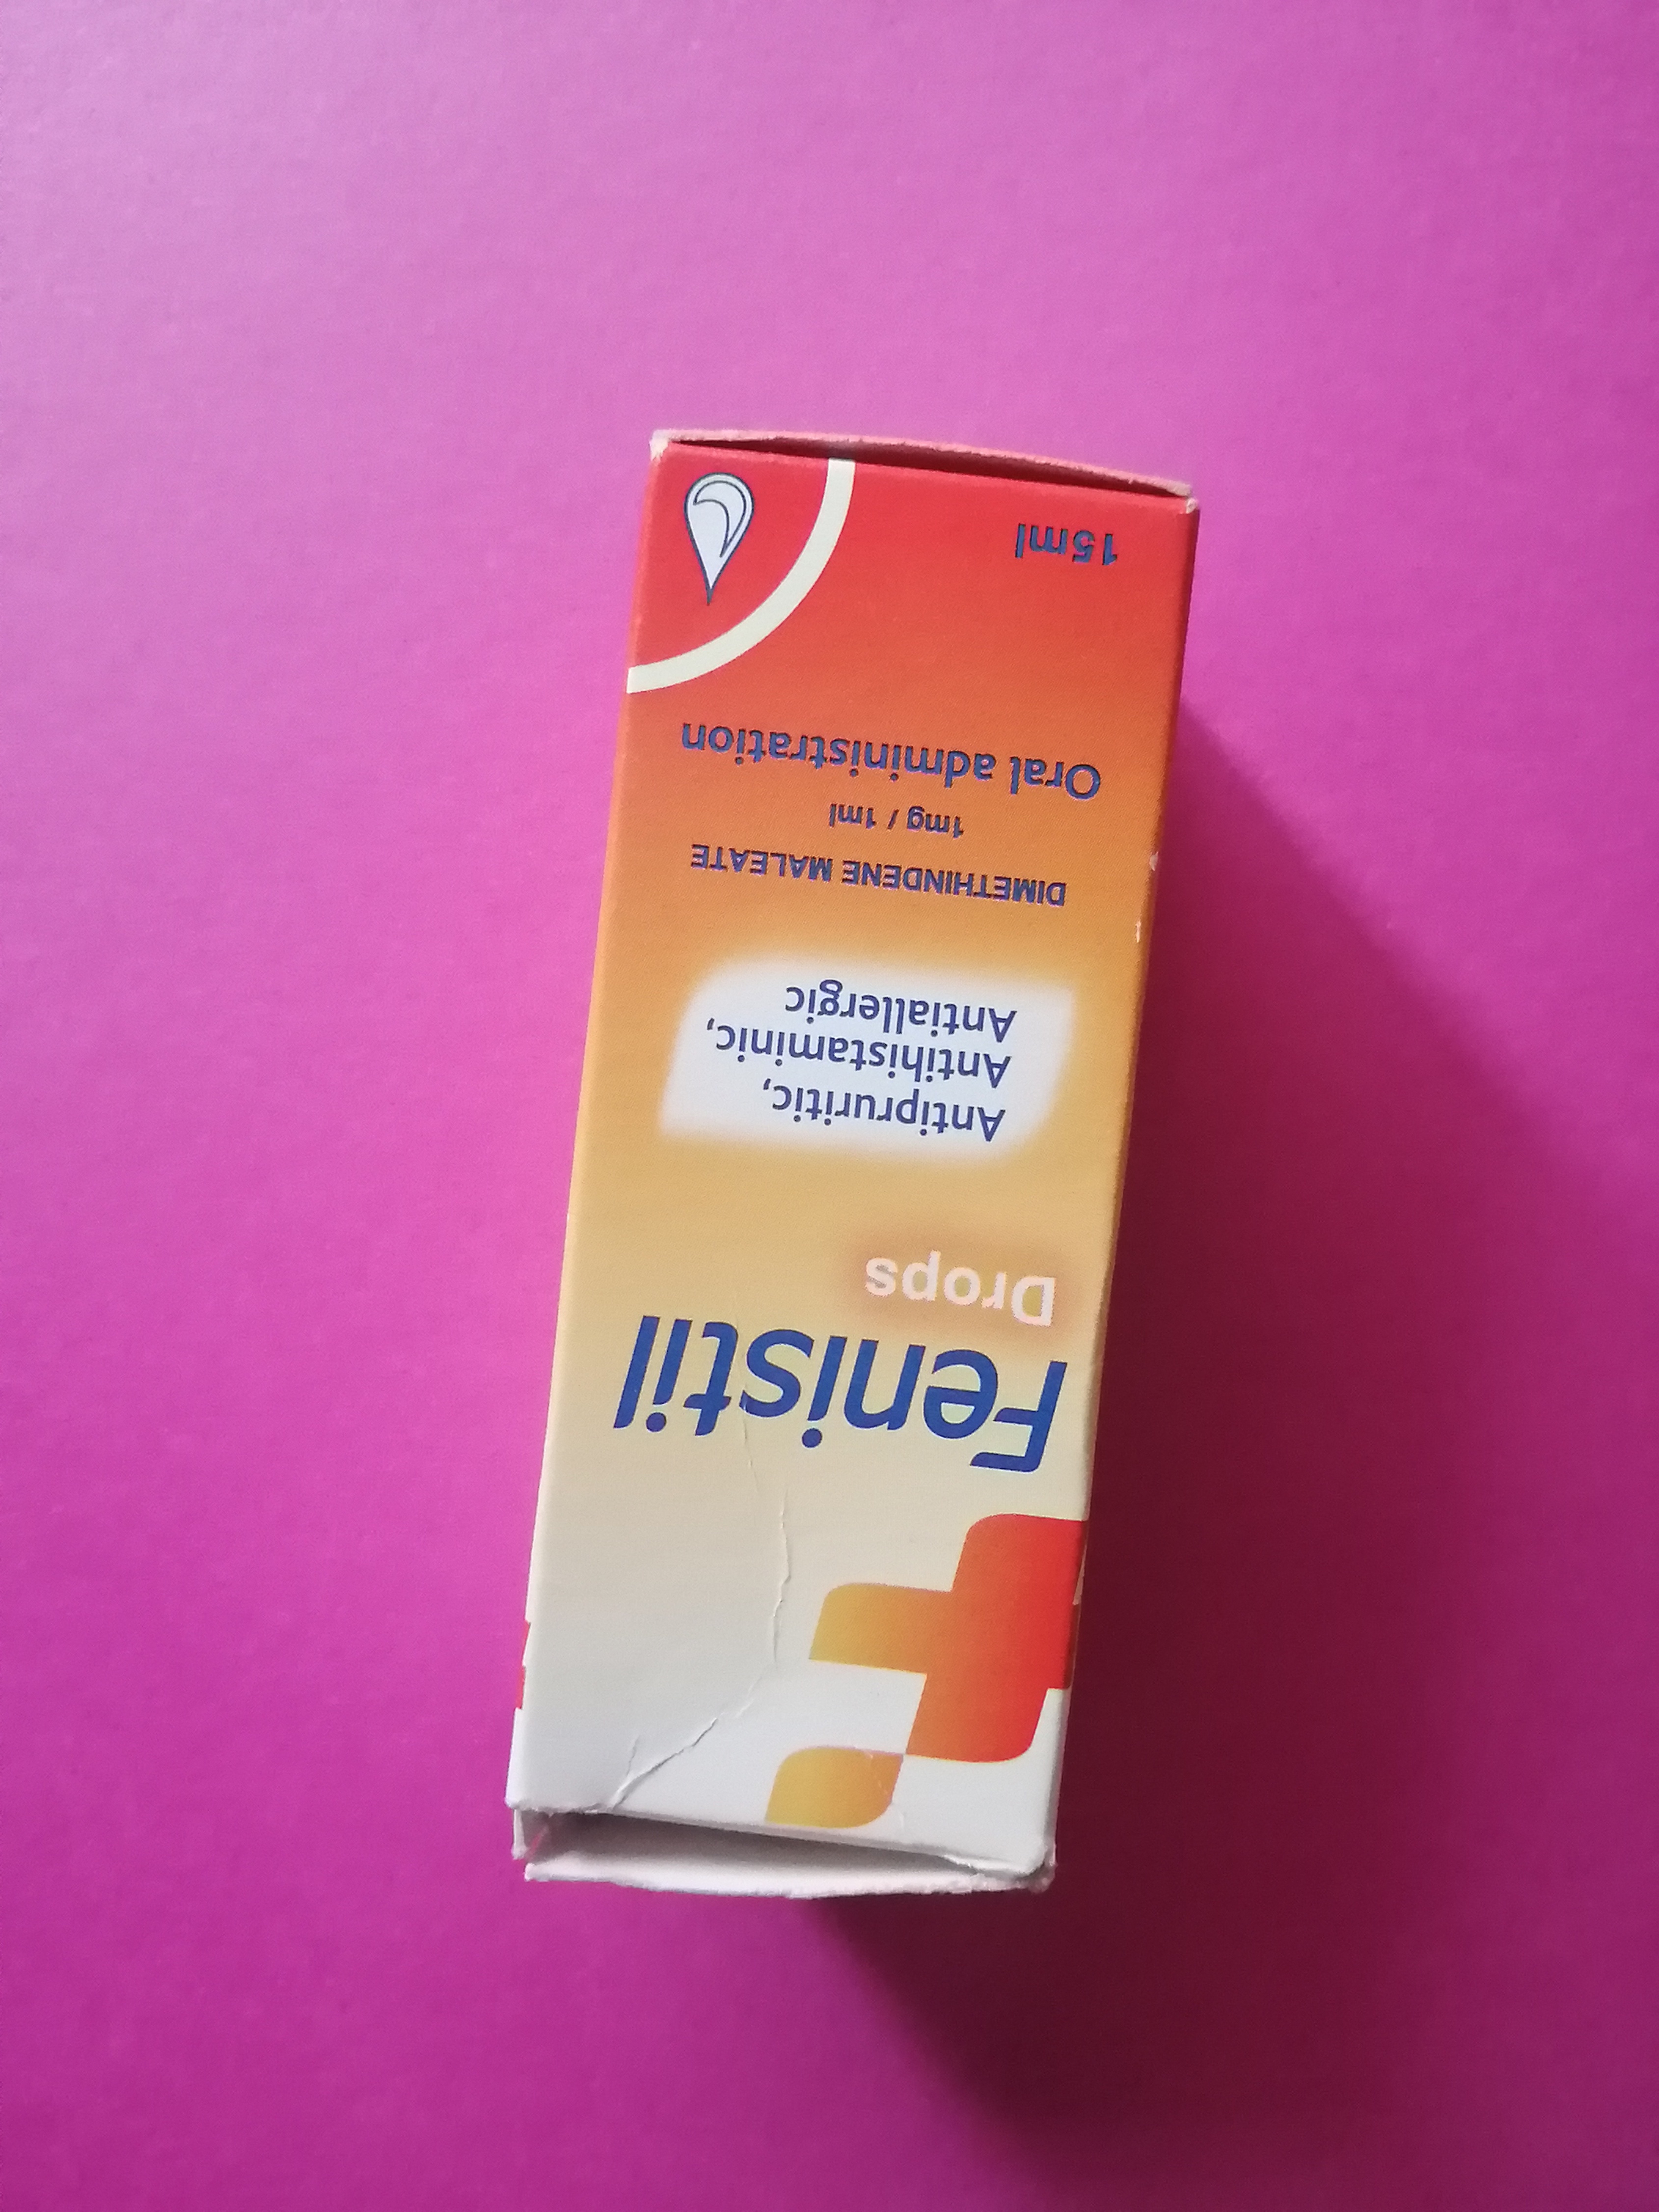 Fenistil
Drops
Antipruritic,
Antihistaminic,
Antiallergic
DIMETHINDENE MALEATE
1mg / 1ml
Oral administration
15ml